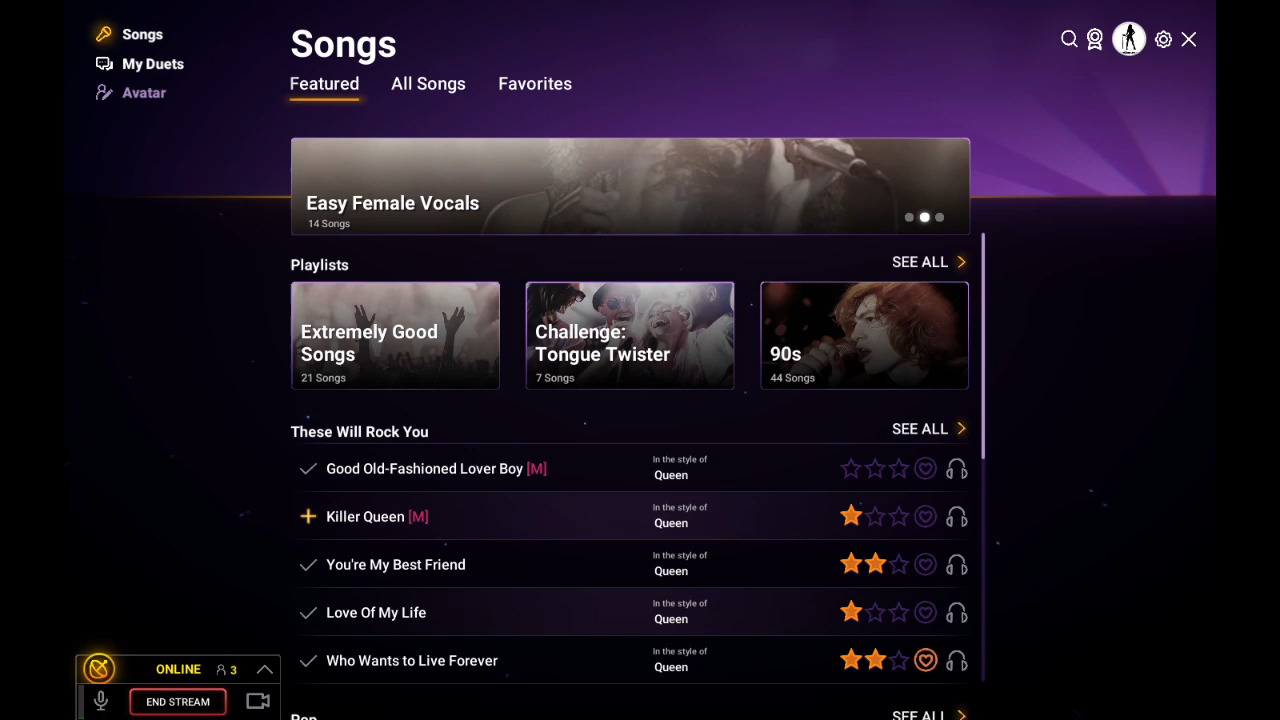 Songs
My Duets
Avatar
Songs
Featured
All Songs
Favorites
Easy Female Vocals
14 Songs
Playlists
SEE ALL
Extremely Good
Songs
21 Songs
Challenge:
Tongue Twister
7 Songs
90s
44 Songs
These Will Rock You
SEE ALL
Good Old-Fashioned Lover Boy [M]
In the style of
Queen
Killer Queen [M]
In the style of
Queen
You're My Best Friend
In the style of
Queen
Love Of My Life
In the style of
Queen
Who Wants to Live Forever
In the style of
Queen
Pop
SEE ALL
ONLINE
3
END STREAM